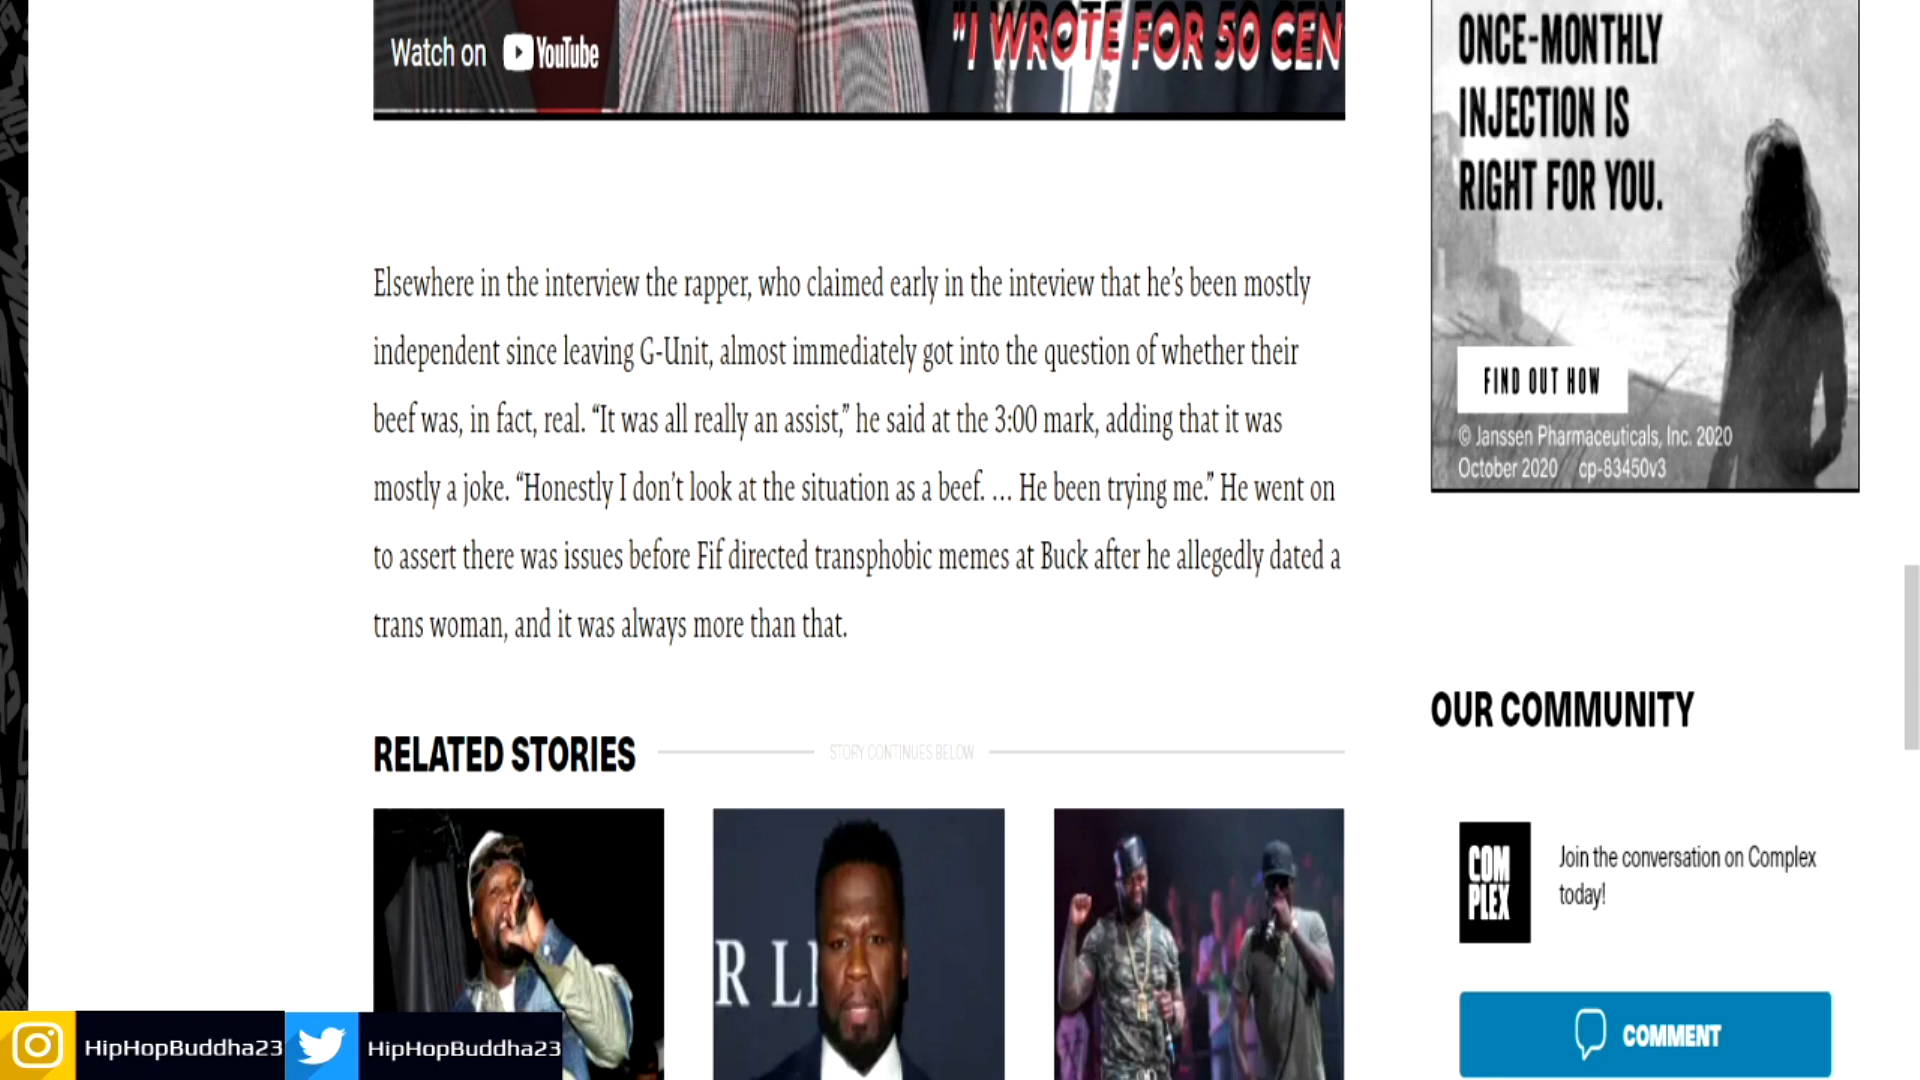 Watch on YouTube
"I WROTE FOR 50 CEN
ONCE-MONTHLY
INJECTION IS
RIGHT FOR YOU.
FIND OUT HOW
© Janssen Pharmaceuticals, Inc. 2020
October 2020 cp-83450v3
Elsewhere in the interview the rapper, who claimed early in the inteview that he's been mostly
independent since leaving G-Unit, almost immediately got into the question of whether their
beef was, in fact, real. “It was all really an assist,” he said at the 3:00 mark, adding that it was
mostly a joke. “Honestly I don’t look at the situation as a beef. … He been trying me.” He went on
to assert there was issues before Fif directed transphobic memes at Buck after he allegedly dated a
trans woman, and it was always more than that.
OUR COMMUNITY
RELATED STORIES
STORY CONTINUES BELOW
COM
PLEX
Join the conversation on Complex
today!
R L
COMMENT
HipHopBuddha23
HipHopBuddha23